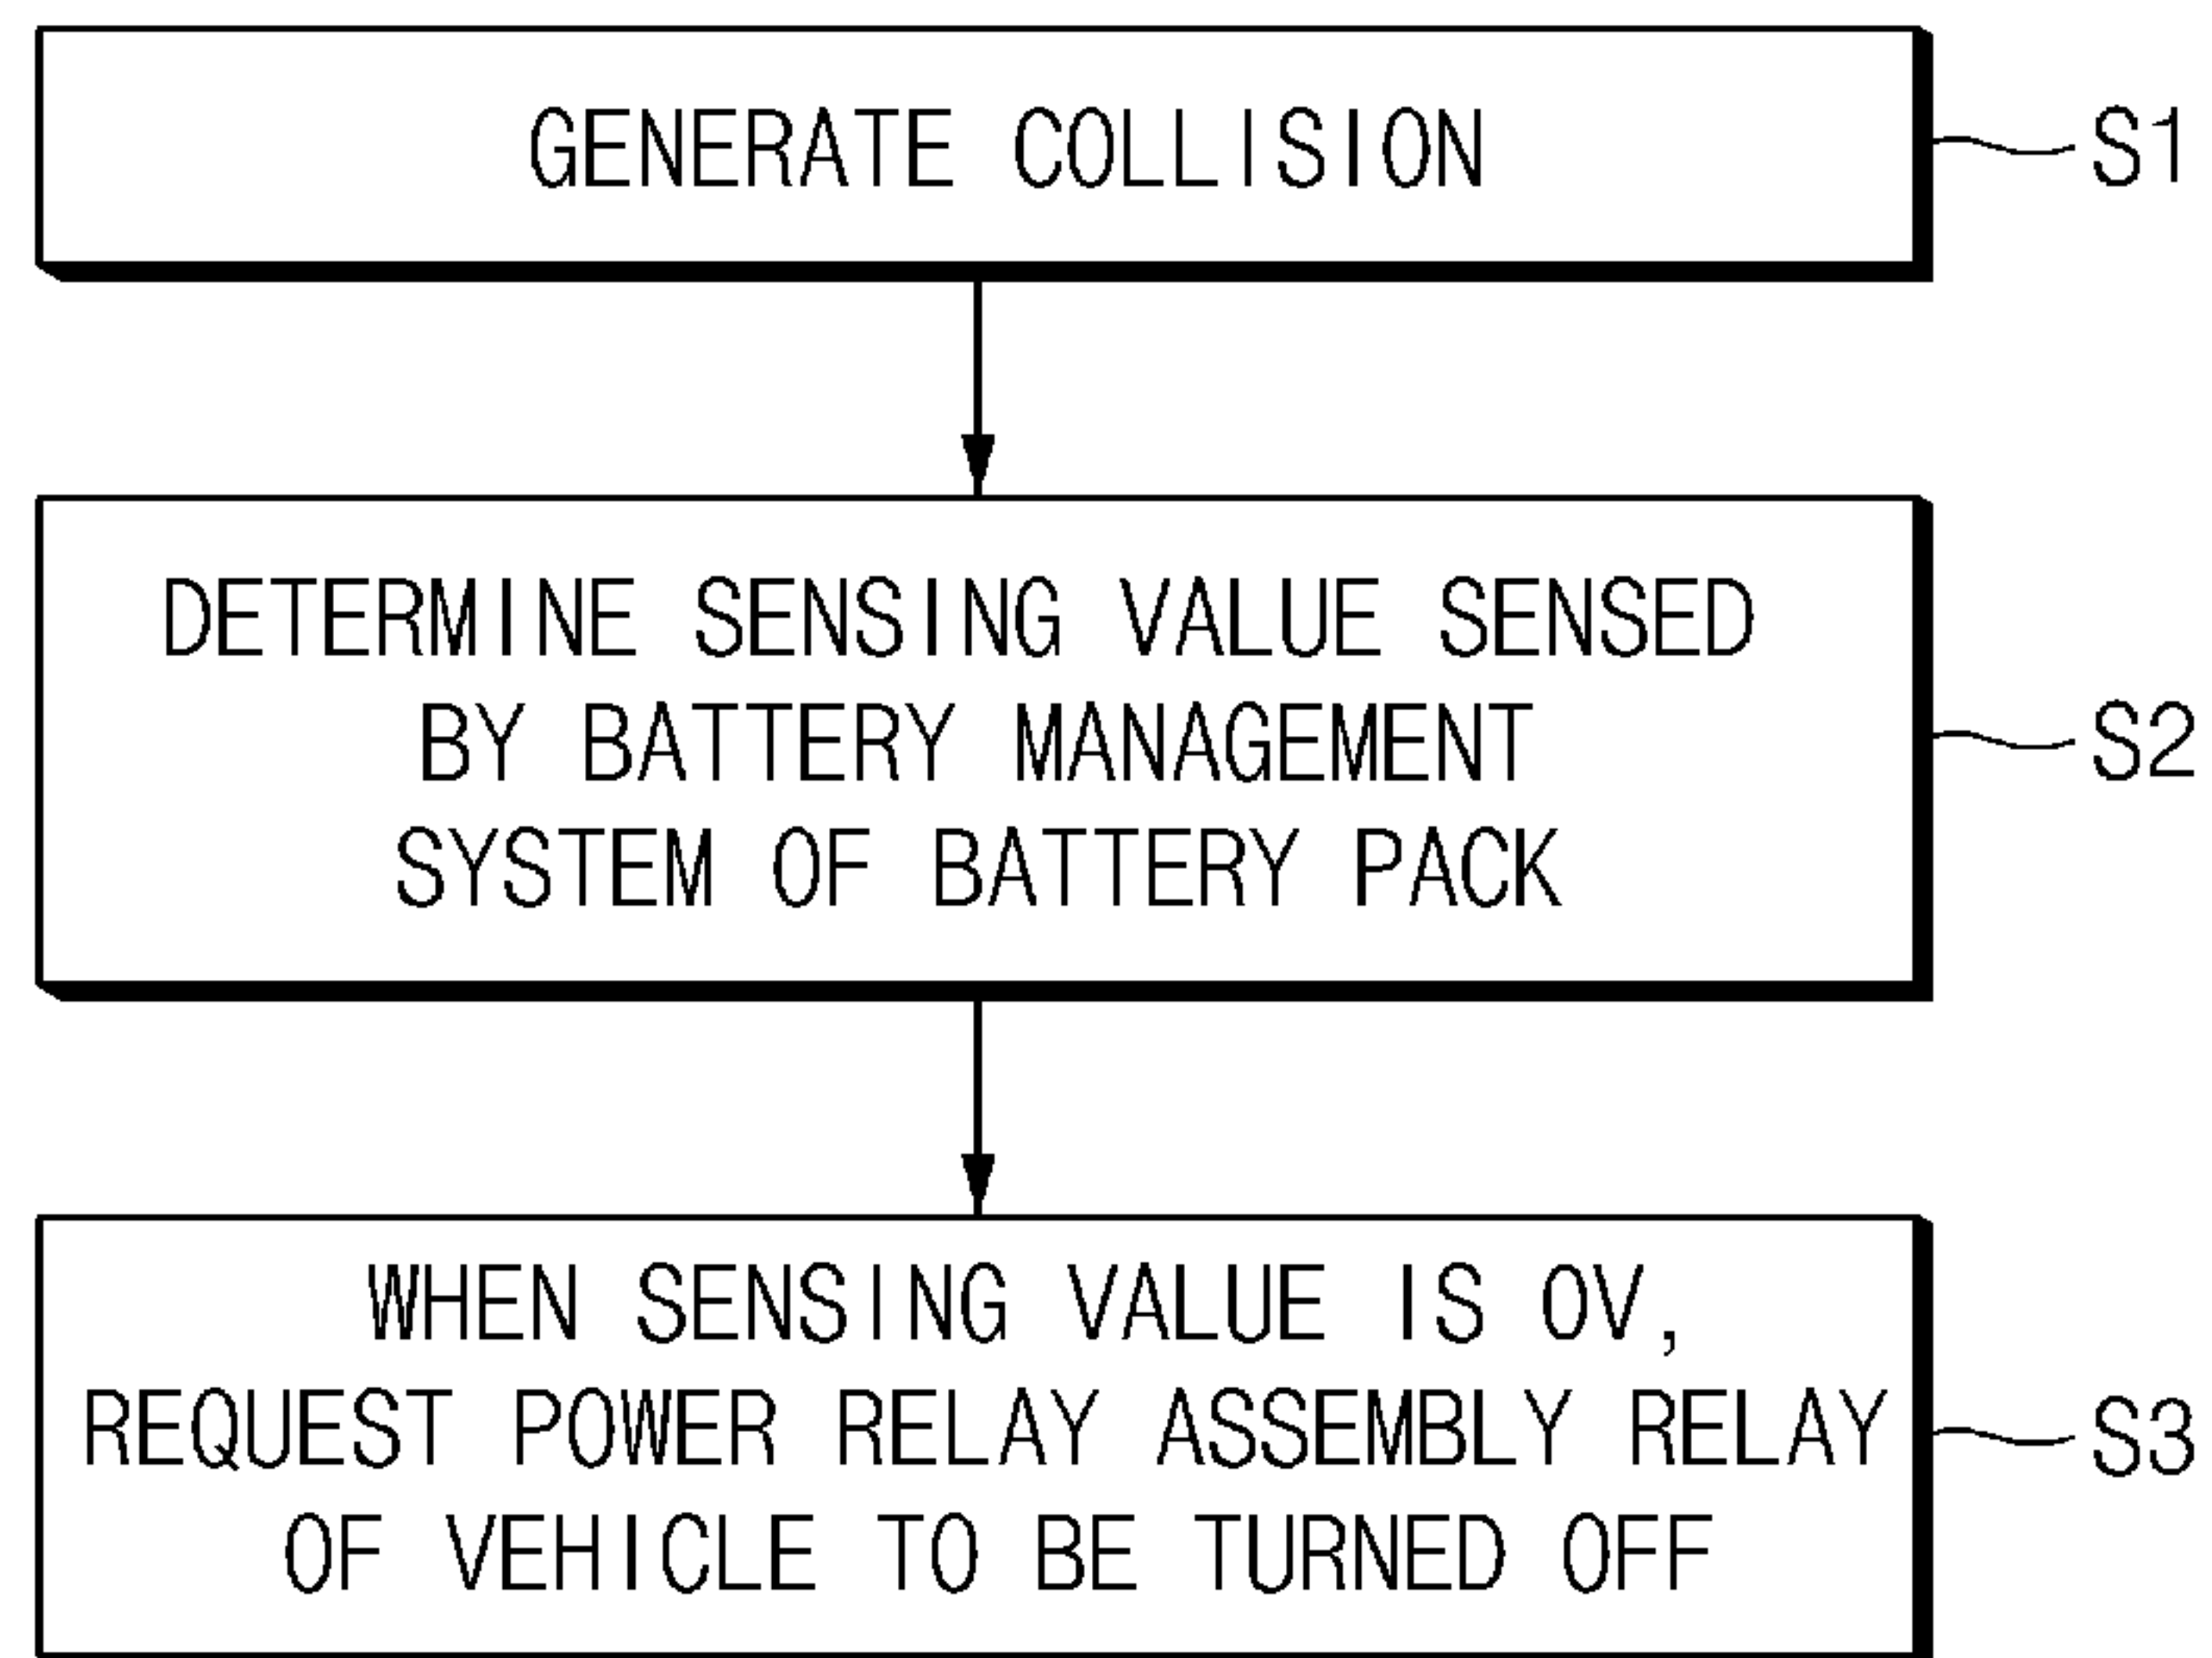 GENERATE COLLISION
S1
DETERMINE SENSING VALUE SENSED
BY BATTERY MANAGEMENT
SYSTEM OF BATTERY PACK
S2
WHEN SENSING VALUE IS 0V,
REQUEST POWER RELAY ASSEMBLY RELAY
OF VEHICLE TO BE TURNED OFF
S3